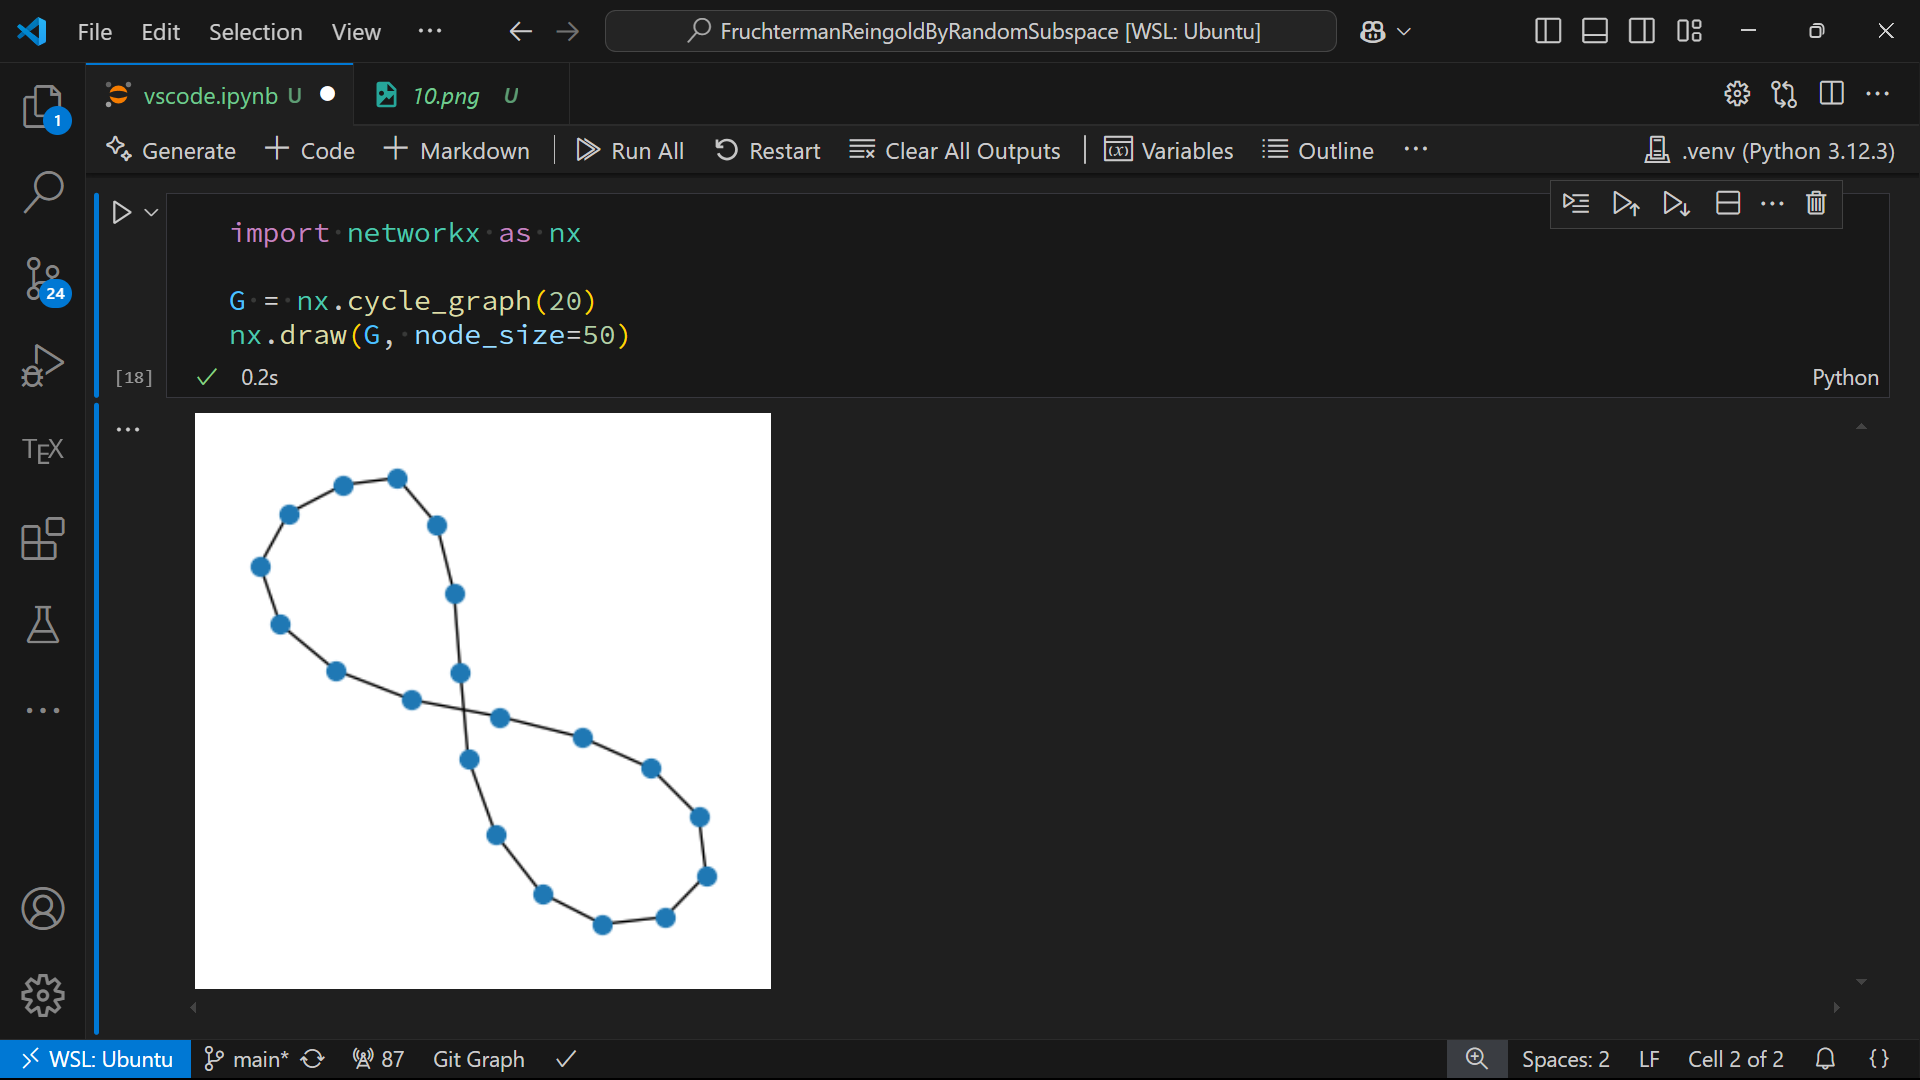 File Edit Selection View ··· FruchtermanReingoldByRandomSubspace [WSL: Ubuntu]
vscode.ipynb U 10.png U
Generate + Code + Markdown Run All Restart Clear All Outputs Variables Outline ··· .venv (Python 3.12.3)
1
import networkx as nx
G = nx.cycle_graph(20)
nx.draw(G, node_size=50)
24
[18] 0.2s Python
TEX
WSL: Ubuntu main* 87 Git Graph Spaces: 2 LF Cell 2 of 2 {}